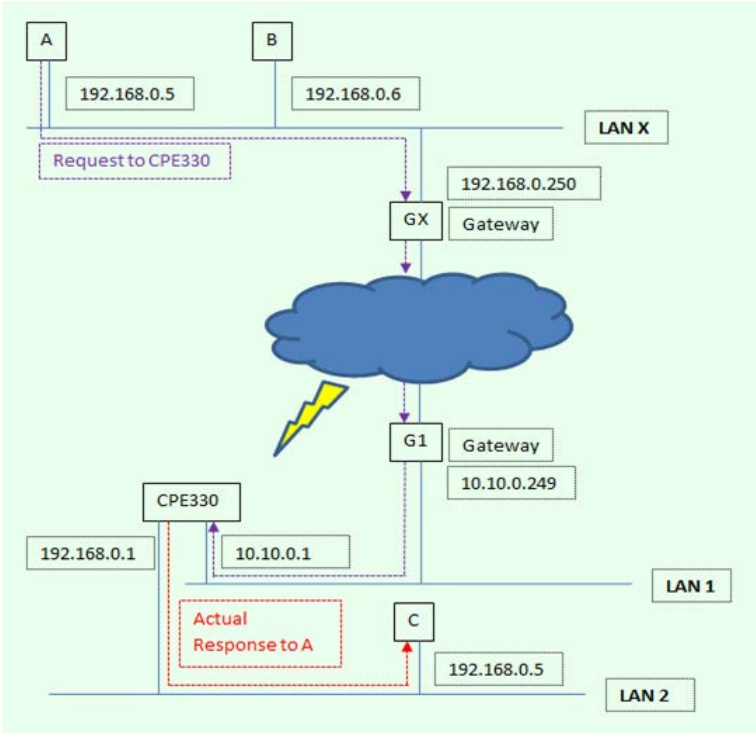 A
B
192.168.0.5
192.168.0.6
LAN X
Request to CPE330
192.168.0.250
GX
Gateway
G1
Gateway
10.10.0.249
CPE330
192.168.0.1
10.10.0.1
LAN 1
Actual
Response to A
C
192.168.0.5
LAN 2